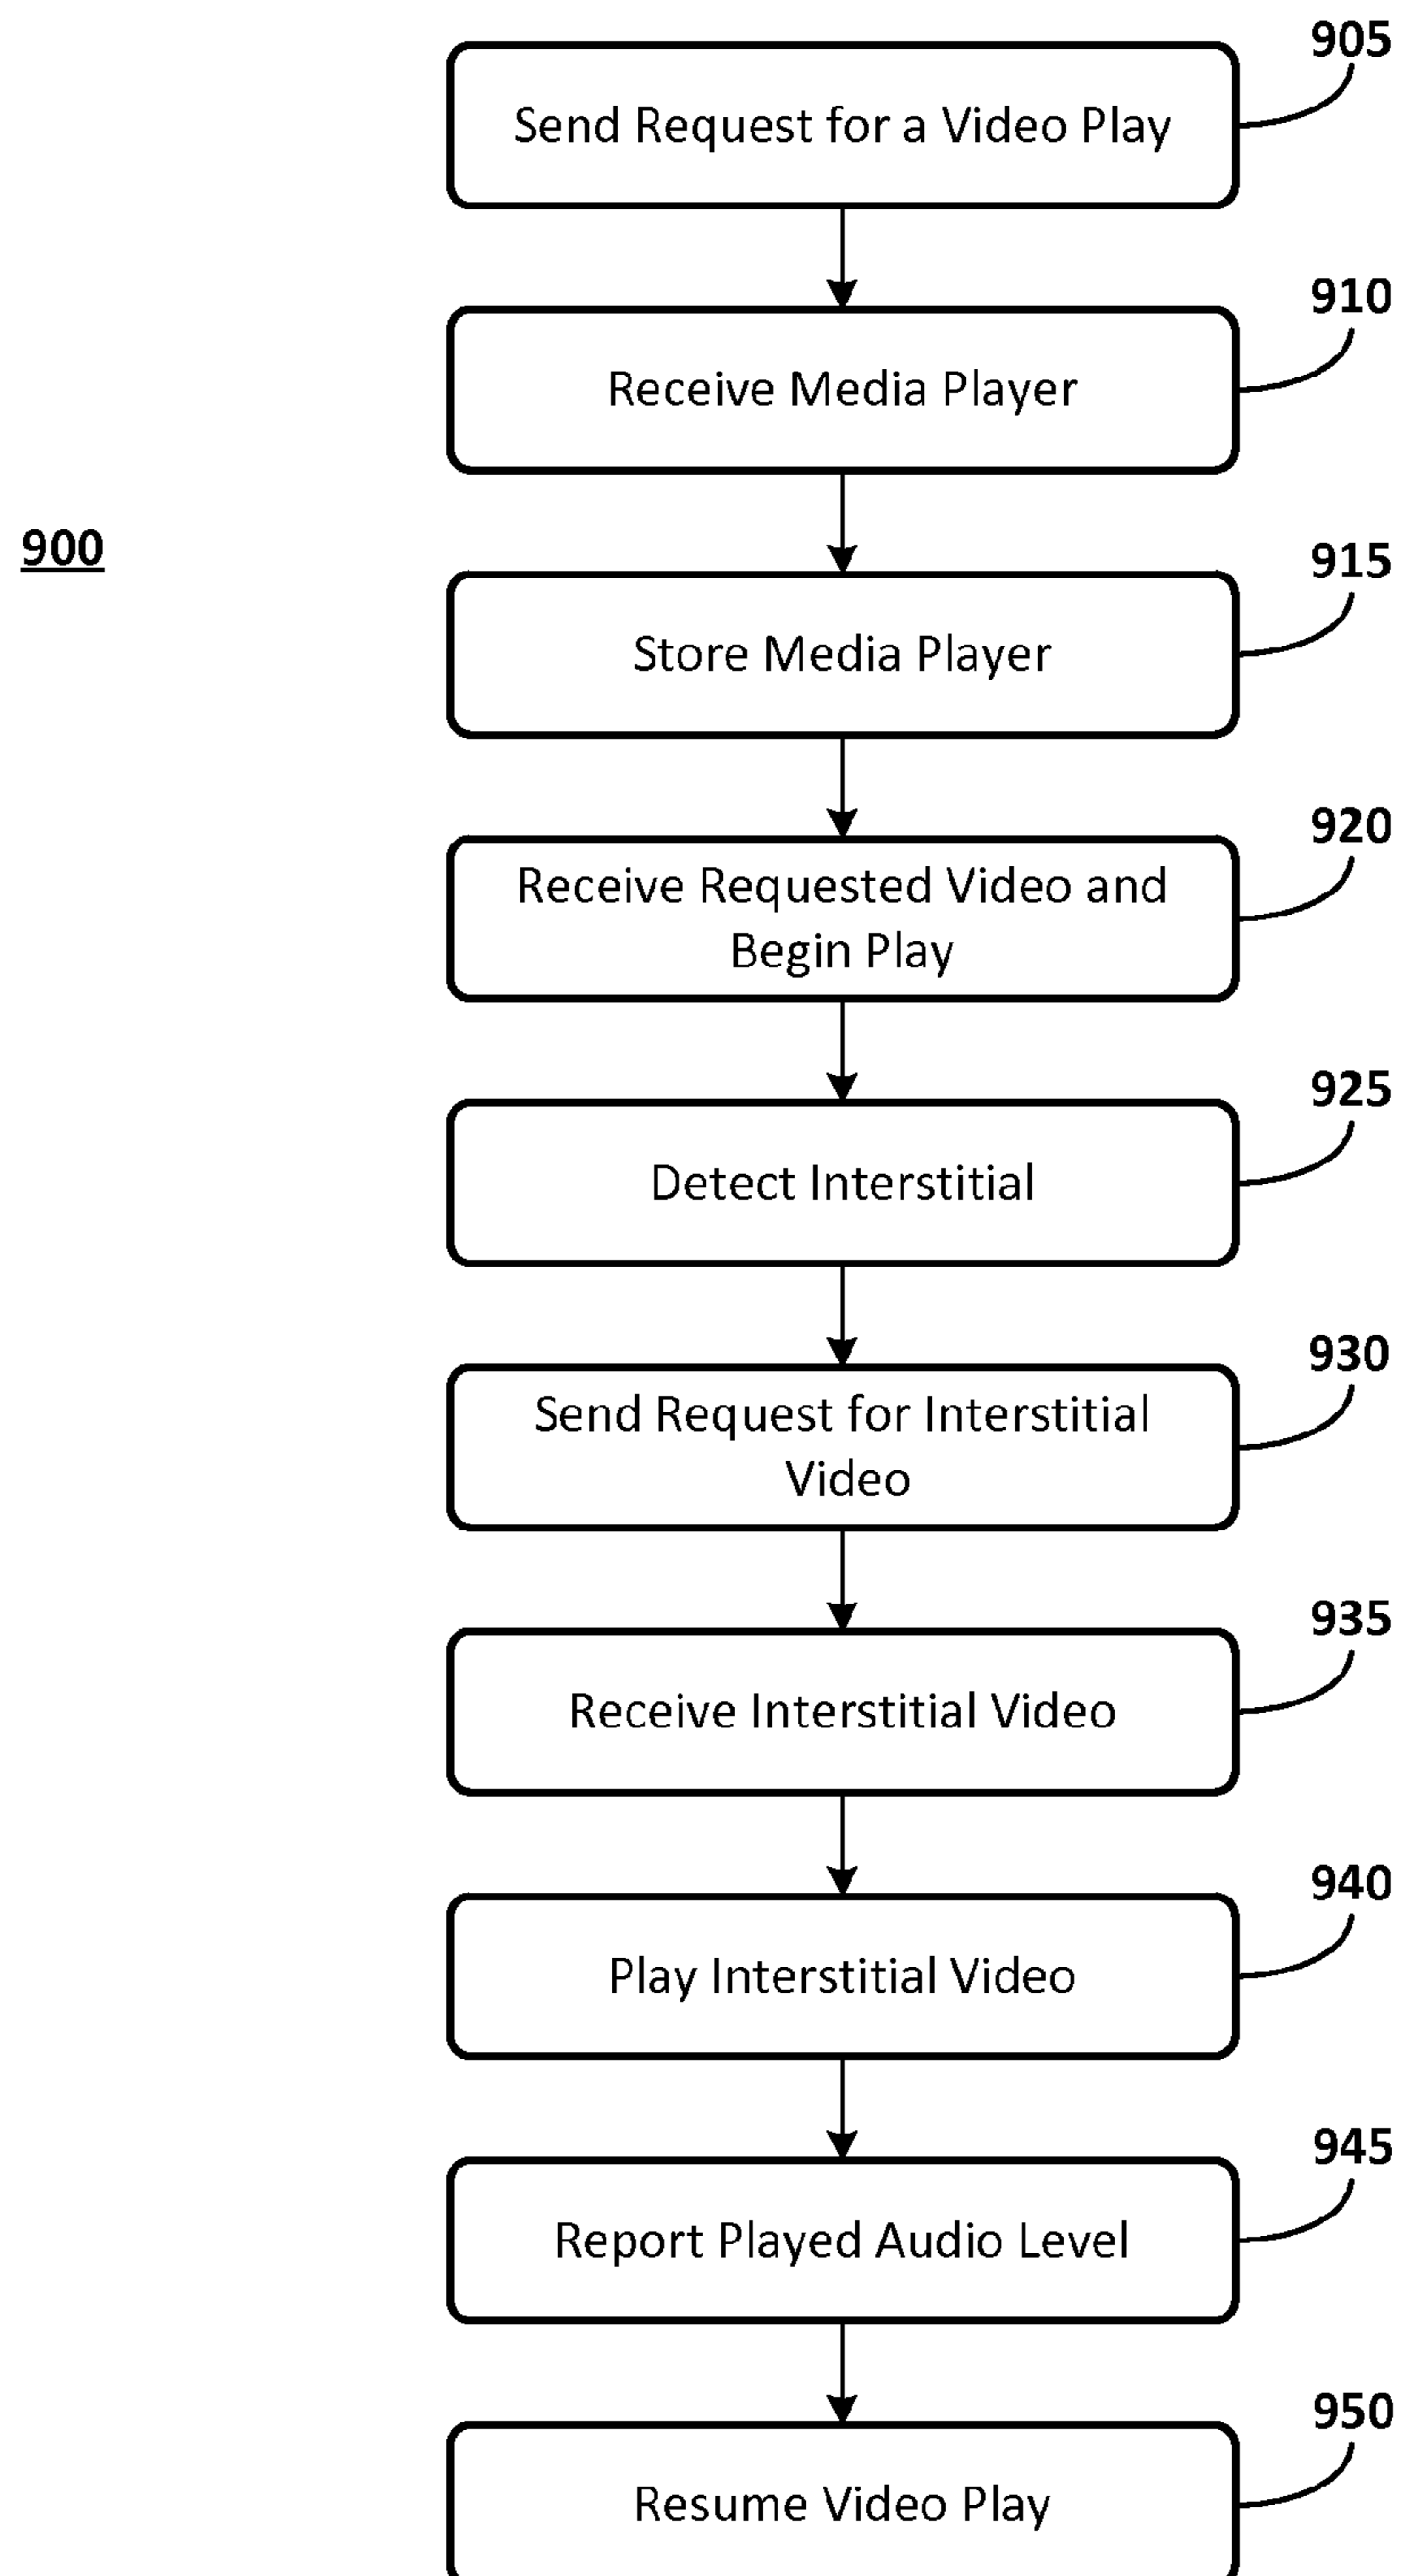 905
Send Request for a Video Play
910
Receive Media Player
900
915
Store Media Player
920
Receive Requested Video and
Begin Play
925
Detect Interstitial
930
Send Request for Interstitial
Video
935
Receive Interstitial Video
940
Play Interstitial Video
945
Report Played Audio Level
950
Resume Video Play